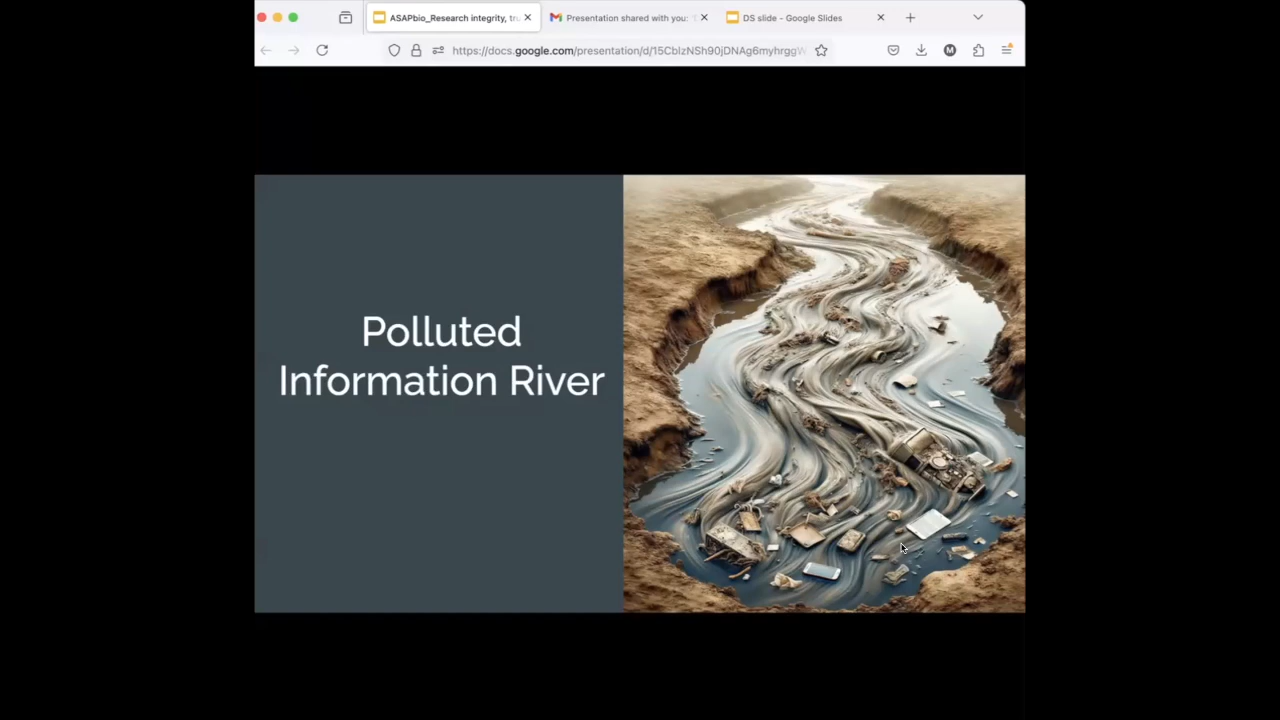 ASAPbio_Research integrity, tr
Presentation shared with you:
DS slide - Google Slides
https://docs.google.com/presentation/d/15CblzNSh90jDNAg6myhrggW
M
Polluted
Information River